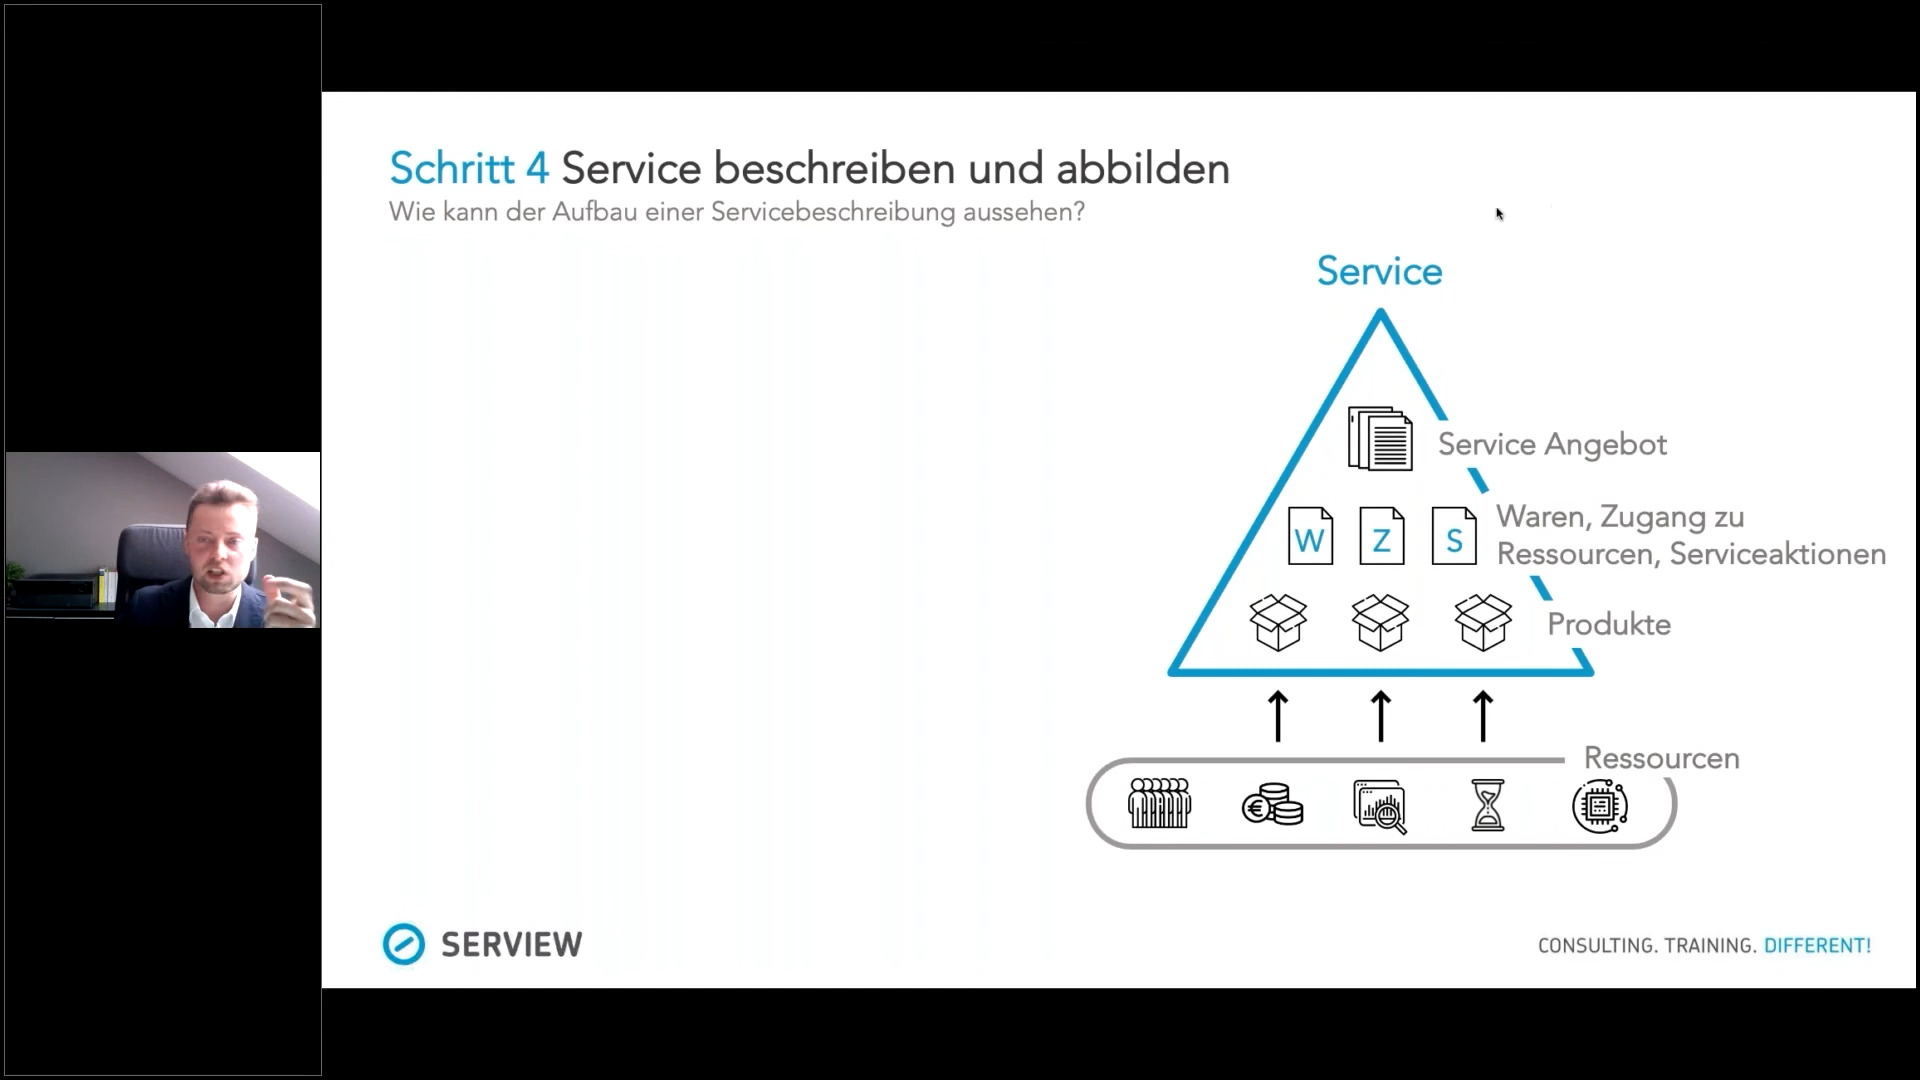 Schritt 4 Service beschreiben und abbilden
Wie kann der Aufbau einer Servicebeschreibung aussehen?
Service
Service Angebot
W Z S
Waren, Zugang zu
Ressourcen, Serviceaktionen
Produkte
Ressourcen
€
SERVIEW
CONSULTING. TRAINING. DIFFERENT!